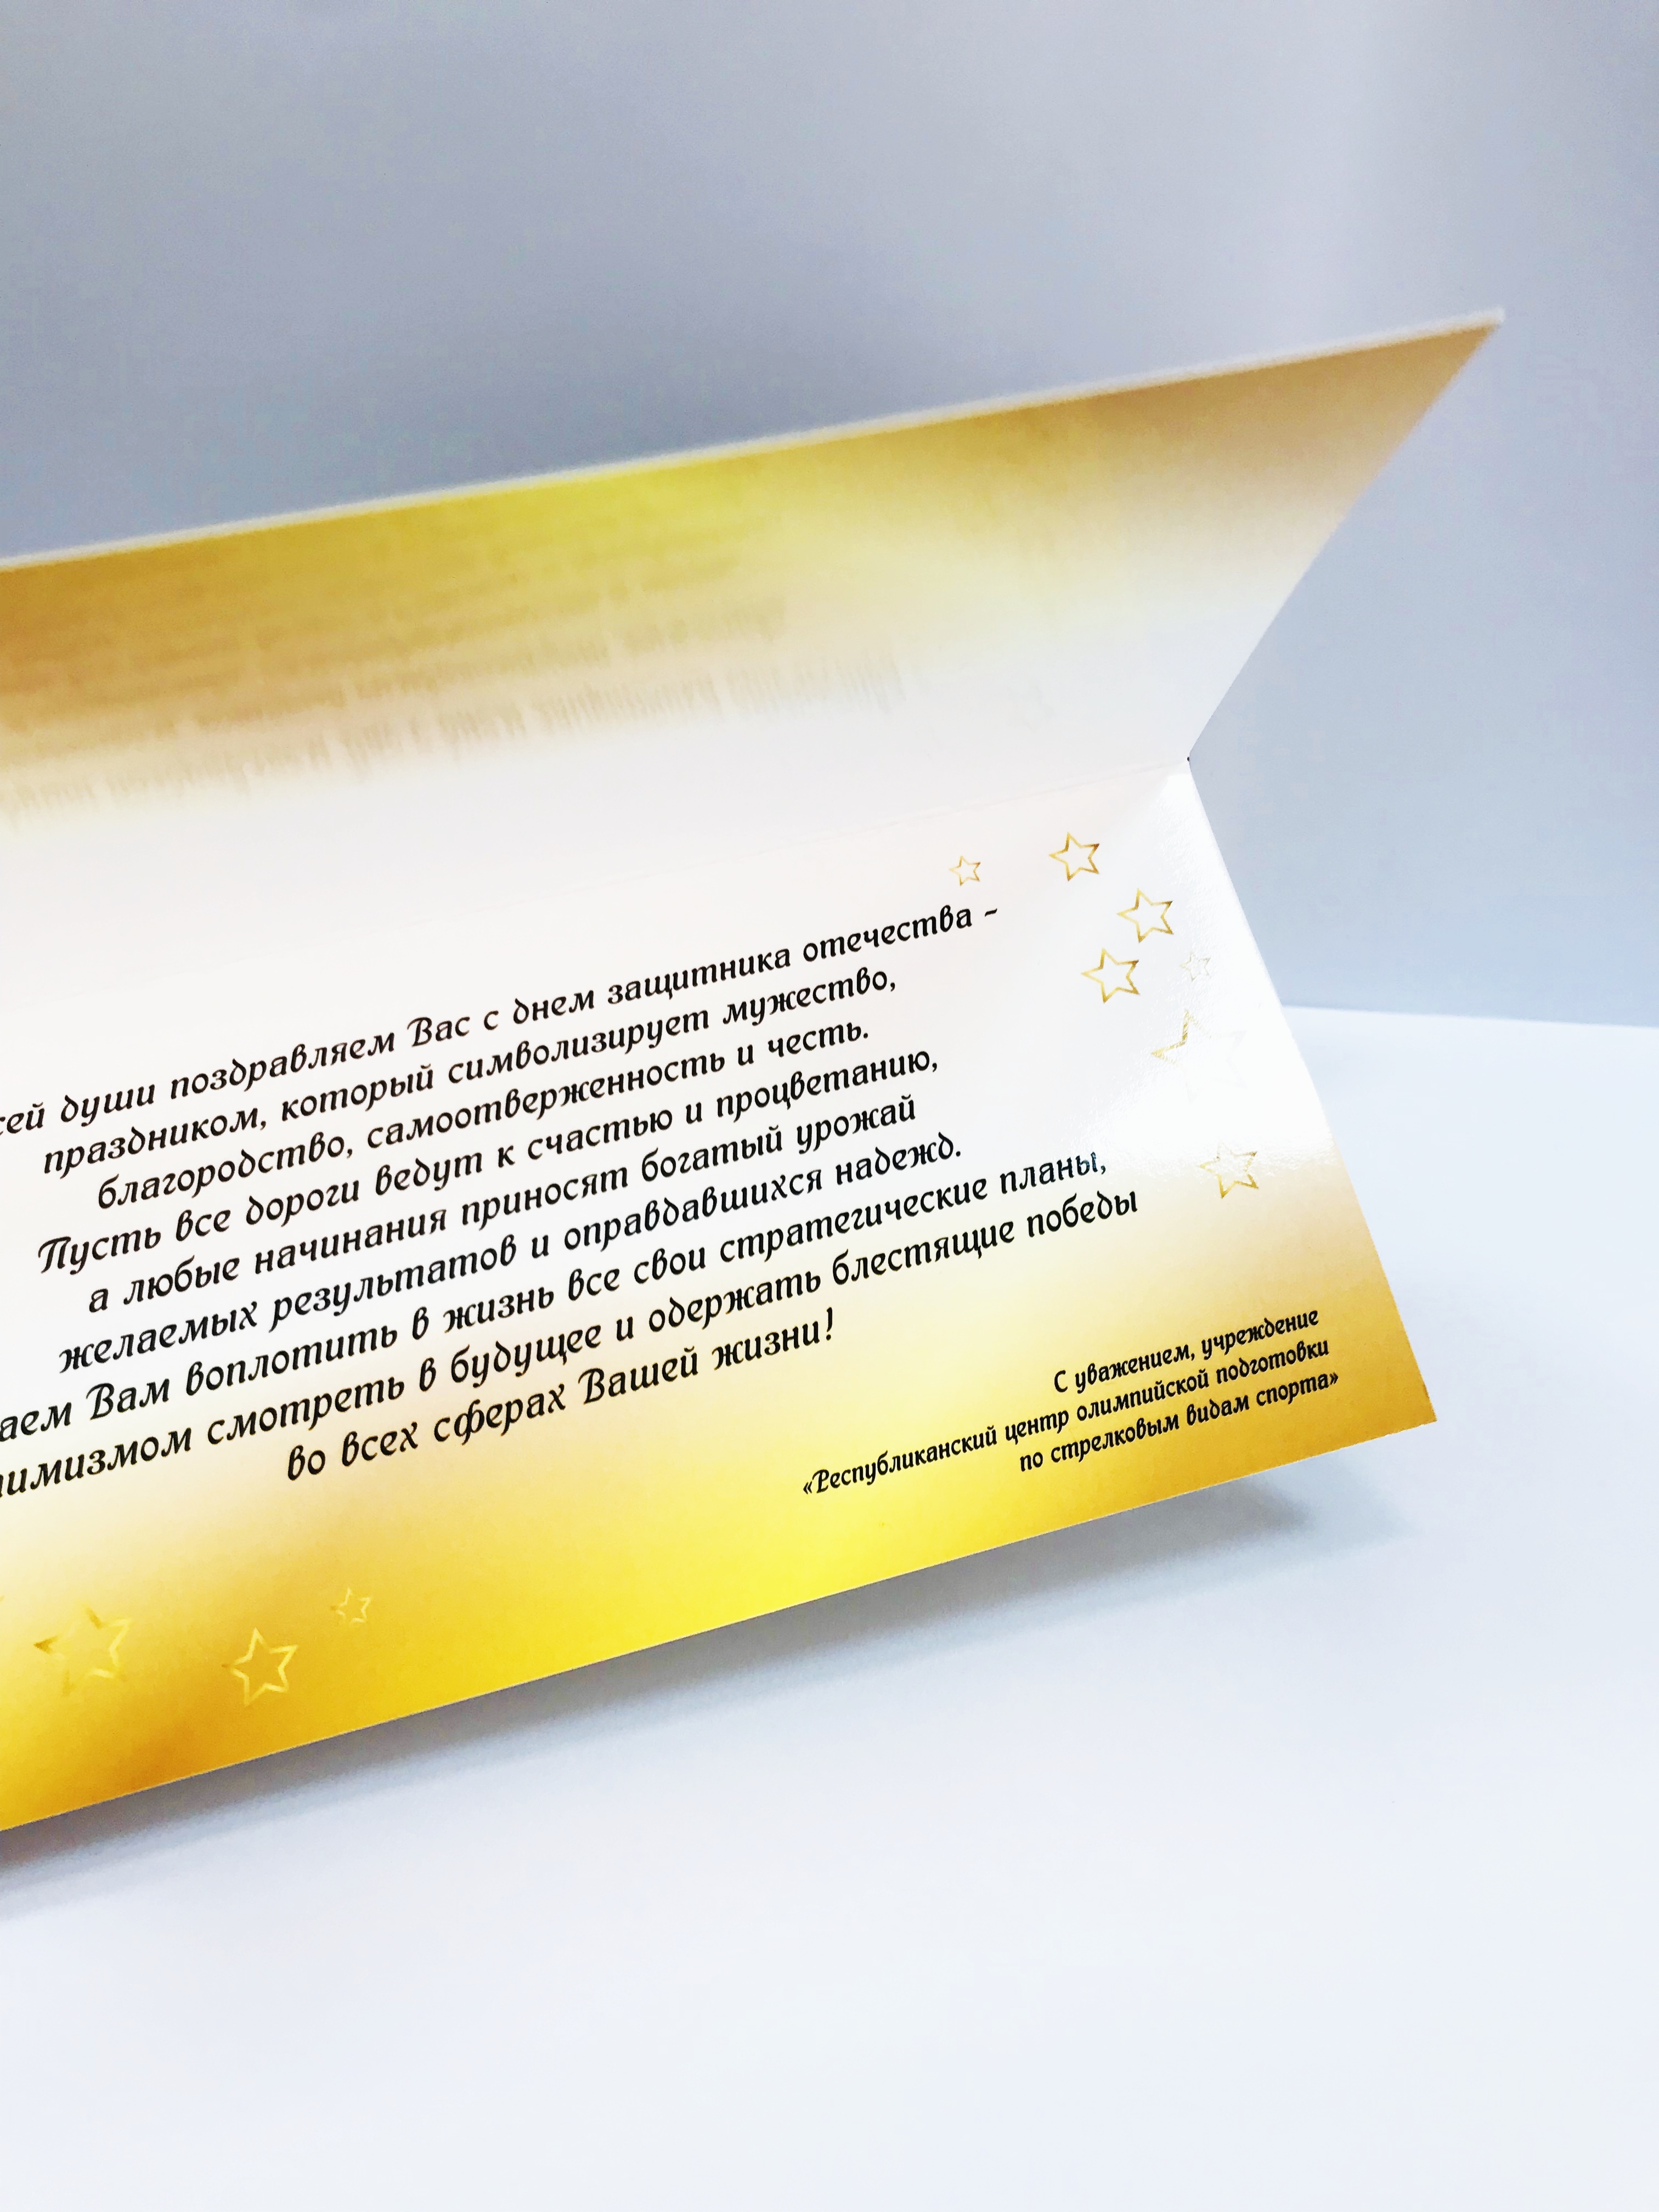 сей души поздравляем Вас с днем защитника отечества -
праздником, который символизирует мужество,
благородство, самоотверженность и честь.
Пусть все дороги ведут к счастью и процветанию,
а любые начинания приносят богатый урожай
желаемых результатов и оправдавшихся надежд.
аем Вам воплотить в жизнь все свои стратегические планы,
имизмом смотреть в будущее и одержать блестящие победы
во всех сферах Вашей жизни!
С уважением, учреждение
«Республиканский центр олимпийской подготовки
по стрелковым видам спорта»